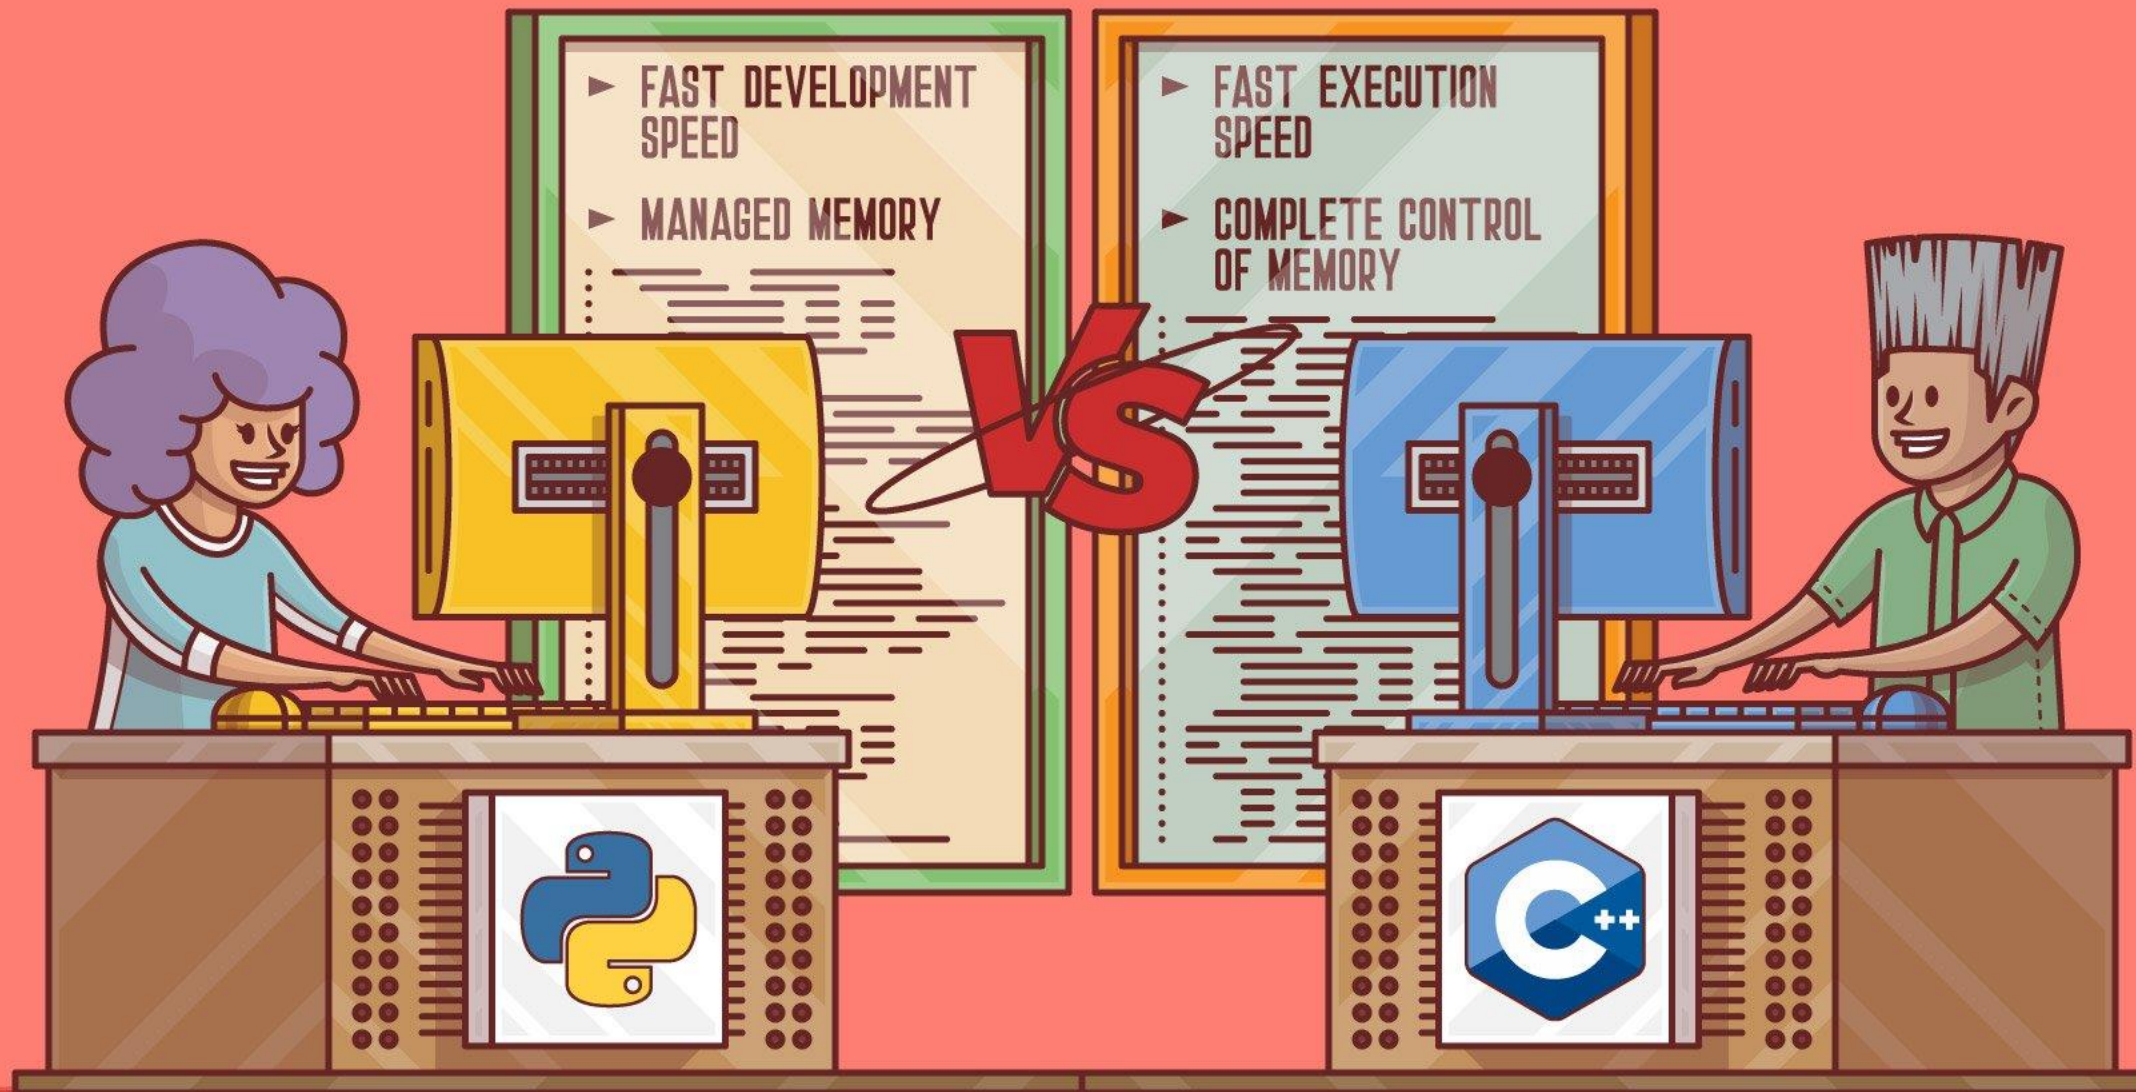 ► FAST DEVELOPMENT
SPEED
► MANAGED MEMORY
► FAST EXECUTION
SPEED
► COMPLETE CONTROL
OF MEMORY
VS
C++